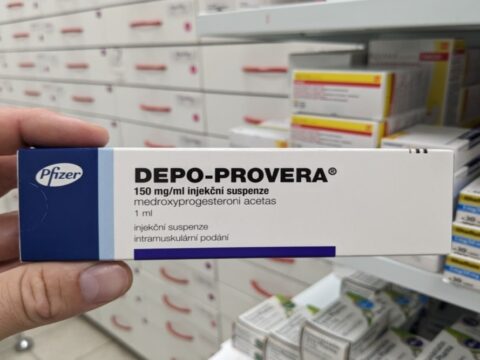 Pfizer
DEPO-PROVERA®
150 mg/ml injekční suspenze
medroxyprogesteroni acetas
1 ml
injekční suspenze
intramuskulární podání